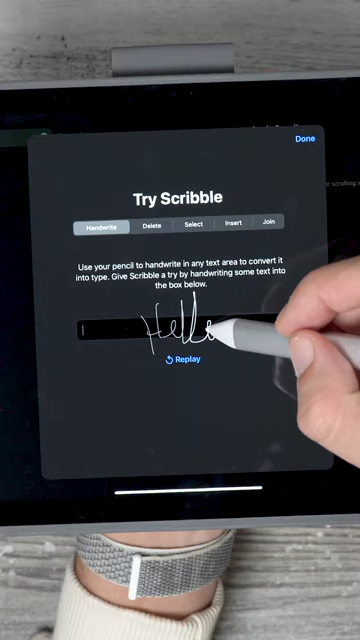 Done
Try Scribble
Handwrite Delete Select Insert Join
Use your pencil to handwrite in any text area to convert it
into type. Give Scribble a try by handwriting some text into
the box below.
Hello
Replay